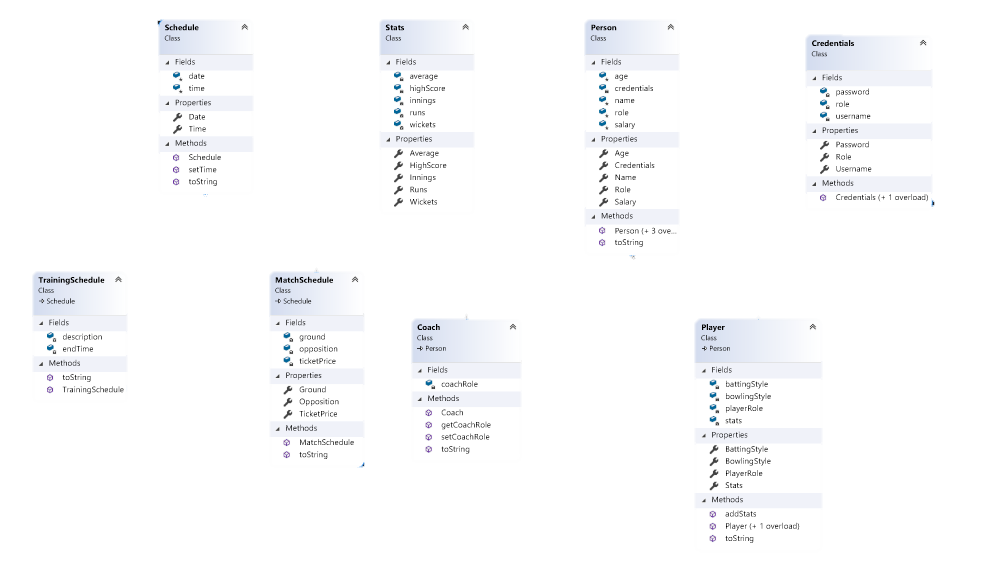 Schedule
Class
Fields
date
time
Properties
Date
Time
Methods
Schedule
setTime
toString
Stats
Class
Fields
average
highScore
innings
runs
wickets
Properties
Average
HighScore
Innings
Runs
Wickets
Person
Class
Fields
age
credentials
name
role
salary
Properties
Age
Credentials
Name
Role
Salary
Methods
Person (+ 3 ove...
toString
Credentials
Class
Fields
password
role
username
Properties
Password
Role
Username
Methods
Credentials (+ 1 overload)
TrainingSchedule
Class
Schedule
Fields
description
endTime
Methods
toString
TrainingSchedule
MatchSchedule
Class
Schedule
Fields
ground
opposition
ticketPrice
Properties
Ground
Opposition
TicketPrice
Methods
MatchSchedule
toString
Coach
Class
Person
Fields
coachRole
Methods
Coach
getCoachRole
setCoachRole
toString
Player
Class
Person
Fields
battingStyle
bowlingStyle
playerRole
stats
Properties
BattingStyle
BowlingStyle
PlayerRole
Stats
Methods
addStats
Player (+ 1 overload)
toString